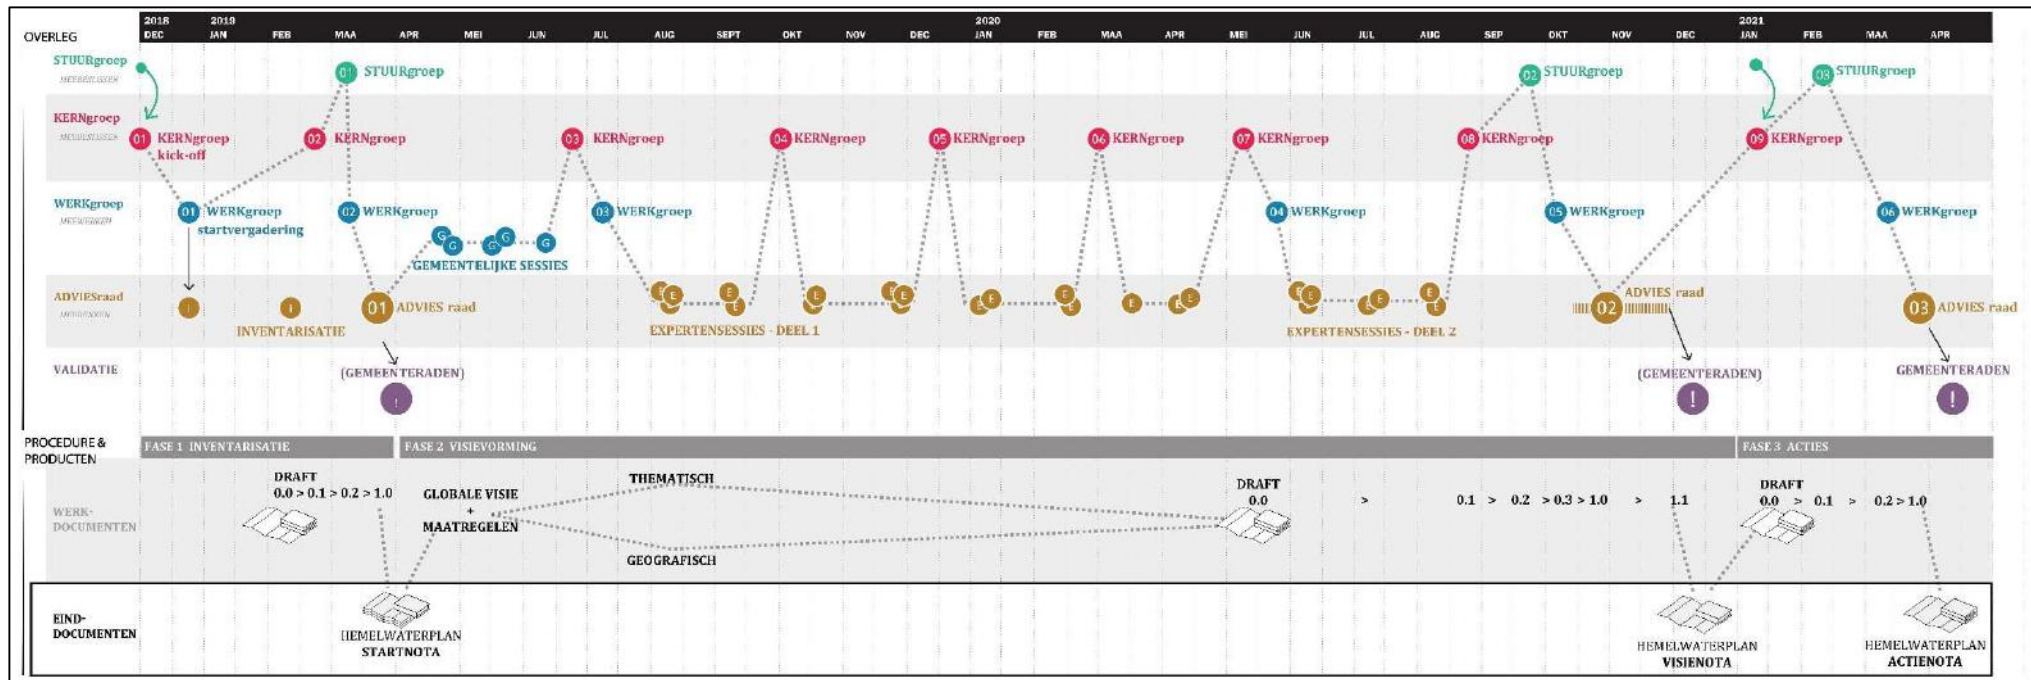 2018 2019 2020 2021
OVERLEG DEC JAN FEB MAA APR MEI JUN JUL AUG SEPT OKT NOV DEC JAN FEB MAA APR MEI JUN JUL AUG SEP OKT NOV DEC JAN FEB MAA APR
STUURgroep
MEEBESLISSEN
01 STUURgroep
02 STUURgroep
03 STUURgroep
KERNgroep
MEEBESLISSEN
01 KERNgroep
kick-off
02 KERNgroep
03 KERNgroep
04 KERNgroep
05 KERNgroep
06 KERNgroep
07 KERNgroep
08 KERNgroep
09 KERNgroep
WERKgroep
MEEWERKEN
01 WERKgroep
startvergadering
02 WERKgroep
03 WERKgroep
04 WERKgroep
05 WERKgroep
06 WERKgroep
G G G G G
GEMEENTELIJKE SESSIES
ADVIESraad
MEEDENKEN
I I
INVENTARISATIE
01 ADVIES raad
E E E E E E E E E E E E E E E E
EXPERTENSESSIES - DEEL 1
E E E E E E
EXPERTENSESSIES - DEEL 2
ADVIES raad
02
03 ADVIES raad
VALIDATIE
(GEMEENTERADEN)
!
(GEMEENTERADEN)
!
GEMEENTERADEN
!
PROCEDURE &
PRODUCTEN
FASE 1 INVENTARISATIE
FASE 2 VISIEVORMING
FASE 3 ACTIES
WERK-
DOCUMENTEN
DRAFT
0.0 > 0.1 > 0.2 > 1.0
GLOBALE VISIE
+
MAATREGELEN
THEMATISCH
GEOGRAFISCH
DRAFT
0.0 > 0.1 > 0.2 > 0.3 > 1.0 > 1.1
DRAFT
0.0 > 0.1 > 0.2 > 1.0
EIND-
DOCUMENTEN
HEMELWATERPLAN
STARTNOTA
HEMELWATERPLAN
VISIENOTA
HEMELWATERPLAN
ACTIENOTA